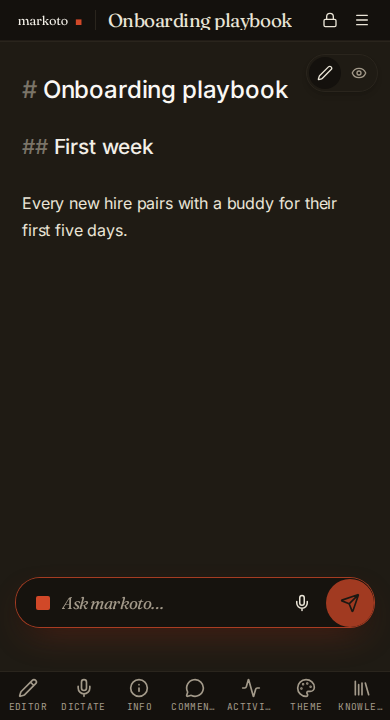 markoto
Onboarding playbook
# Onboarding playbook
## First week
Every new hire pairs with a buddy for their
first five days.
Ask markoto...
EDITOR DICTATE INFO COMMEN… ACTIVI… THEME KNOWLE…